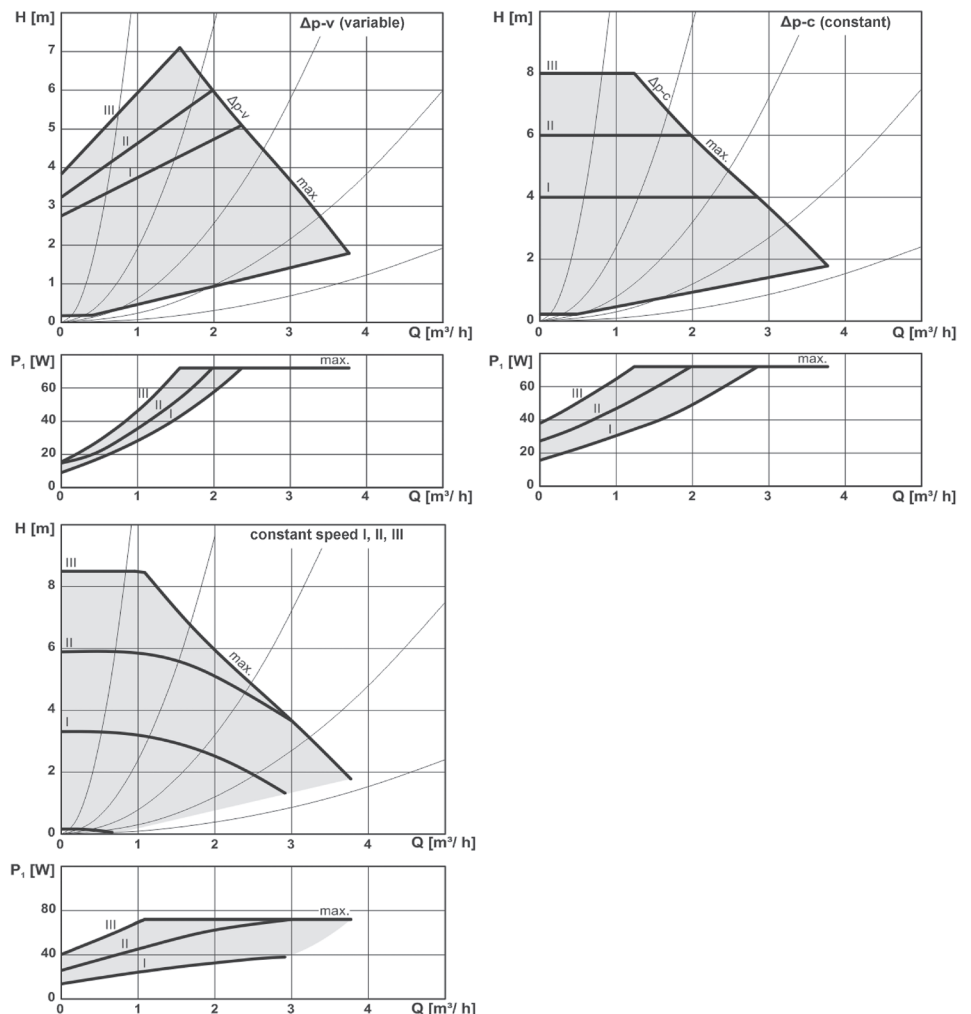 H [m]
Δp-v (variable)
7
6
5
4
3
2
1
0
III
II
I
Δp-v
max.
0 1 2 3 4
Q [m³/ h]
P₁ [W]
60
40
20
0
III
II
I
max.
0 1 2 3 4
Q [m³/ h]
H [m]
Δp-c (constant)
8
6
4
2
0
III
II
I
Δp-c
max.
0 1 2 3 4
Q [m³/ h]
P₁ [W]
60
40
20
0
III
II
I
max.
0 1 2 3 4
Q [m³/ h]
H [m]
constant speed I, II, III
8
6
4
2
0
III
II
I
max.
0 1 2 3 4
Q [m³/ h]
P₁ [W]
80
40
0
III
II
I
max.
0 1 2 3 4
Q [m³/ h]